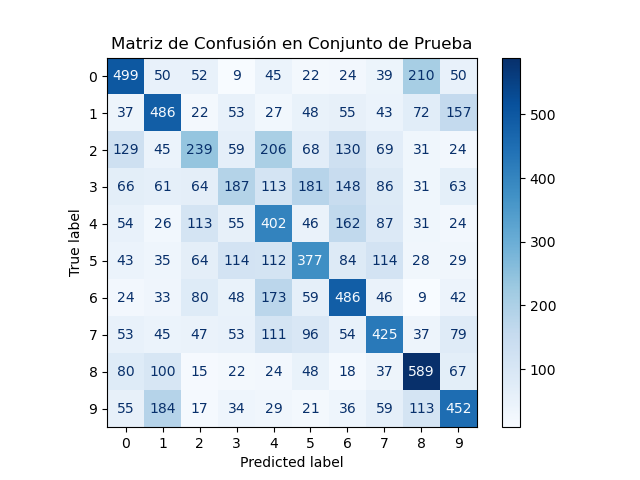 Matriz de Confusión en Conjunto de Prueba
0 499 50 52 9 45 22 24 39 210 50
1 37 486 22 53 27 48 55 43 72 157
2 129 45 239 59 206 68 130 69 31 24
3 66 61 64 187 113 181 148 86 31 63
4 54 26 113 55 402 46 162 87 31 24
5 43 35 64 114 112 377 84 114 28 29
6 24 33 80 48 173 59 486 46 9 42
7 53 45 47 53 111 96 54 425 37 79
8 80 100 15 22 24 48 18 37 589 67
9 55 184 17 34 29 21 36 59 113 452
0 1 2 3 4 5 6 7 8 9
Predicted label
True label
500
400
300
200
100